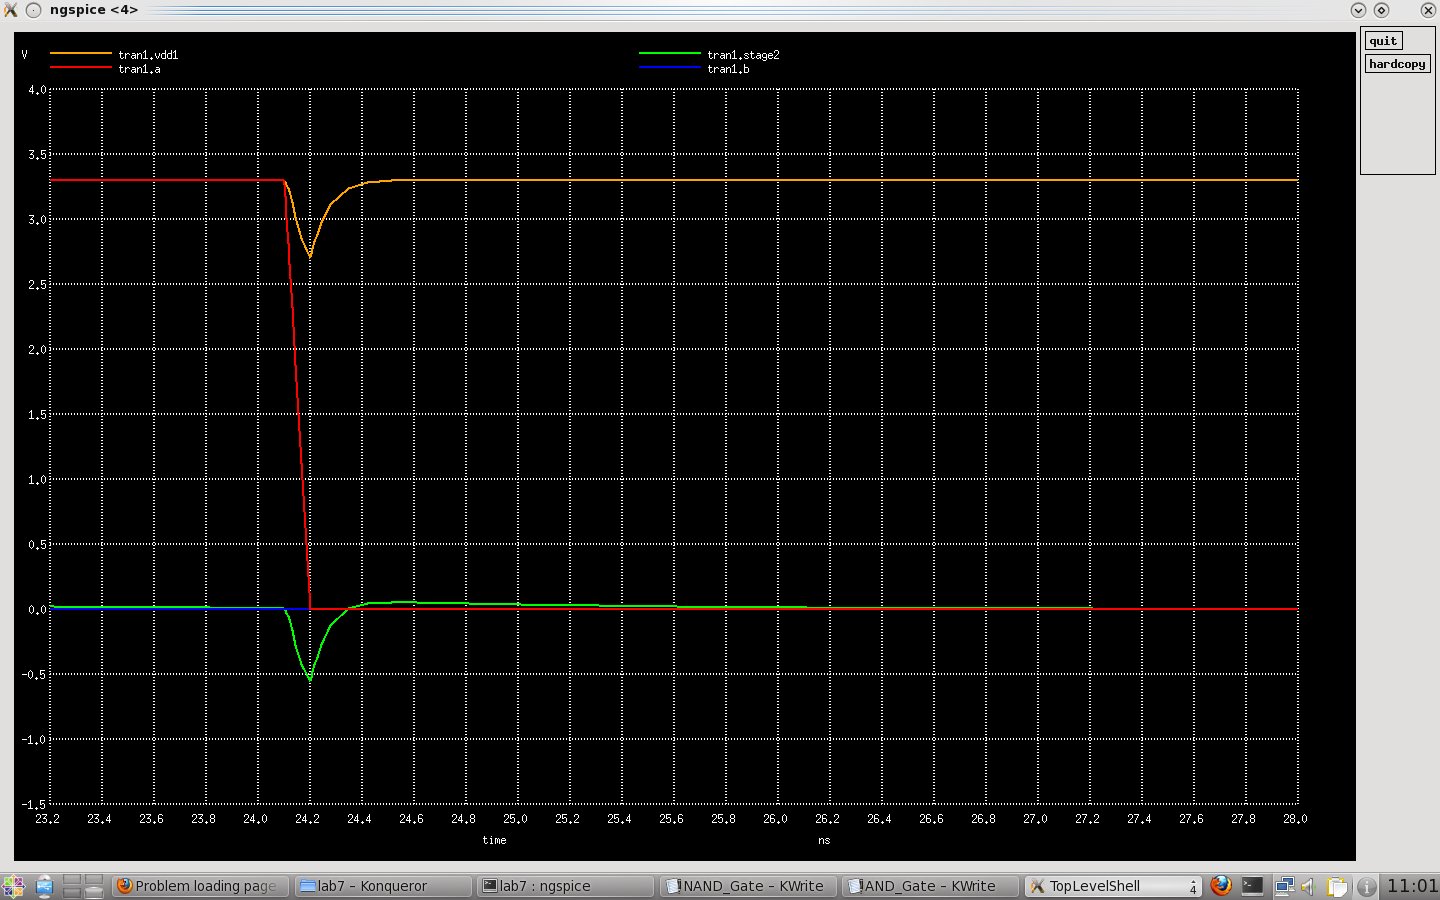 ngspice <4>
V
tran1.vdd1
tran1.stage2
tran1.a
tran1.b
quit
hardcopy
4.0
3.5
3.0
2.5
2.0
1.5
1.0
0.5
0.0
-0.5
-1.0
-1.5
23.2 23.4 23.6 23.8 24.0 24.2 24.4 24.6 24.8 25.0 25.2 25.4 25.6 25.8 26.0 26.2 26.4 26.6 26.8 27.0 27.2 27.4 27.6 27.8 28.0
time ns
Problem loading page lab7 - Konqueror lab7 : ngspice NAND_Gate - KWrite AND_Gate - KWrite TopLevelShell 4 11:01